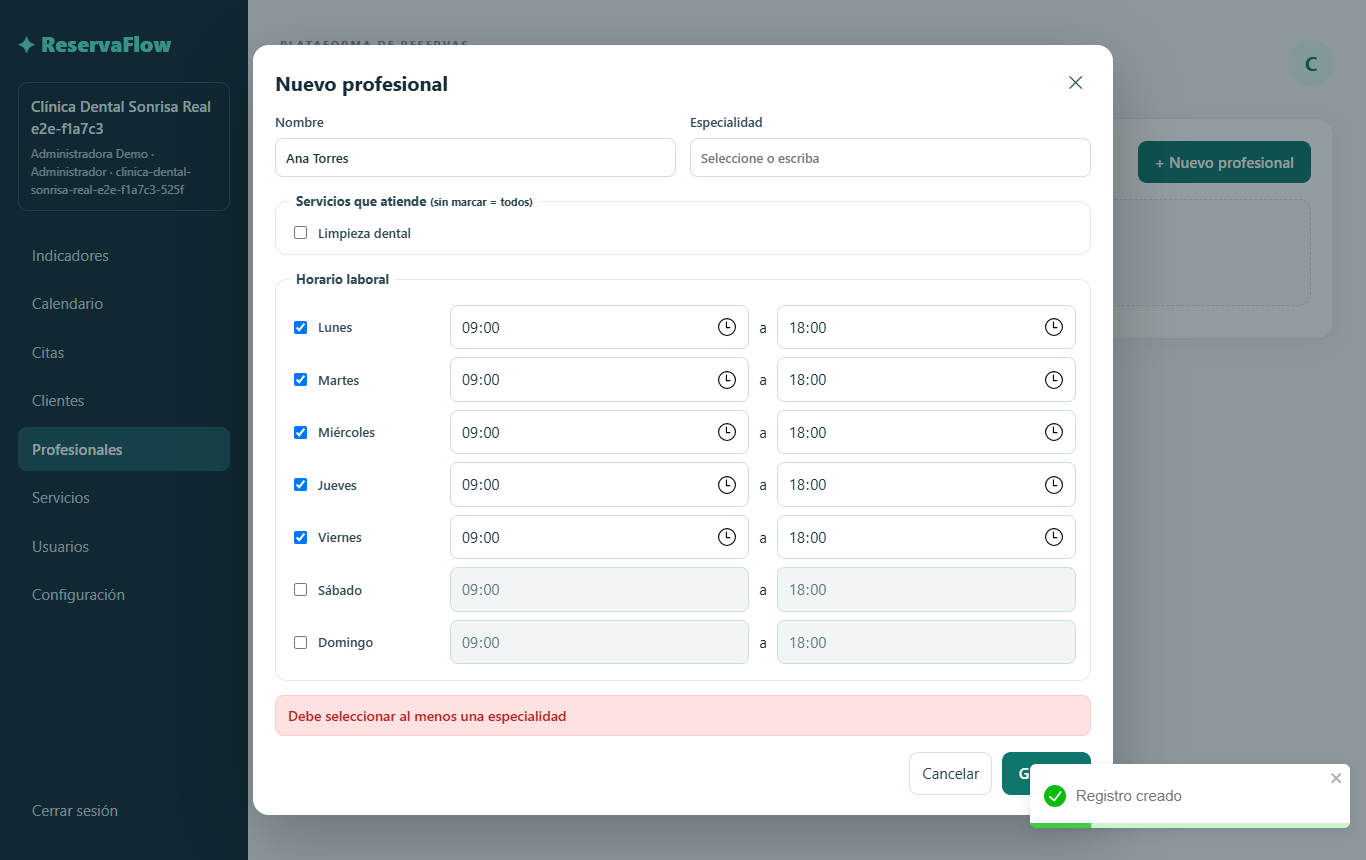 ReservaFlow
Clínica Dental Sonrisa Real
e2e-f1a7c3
Administradora Demo ·
Administrador · clinica-dental-
sonrisa-real-e2e-f1a7c3-525f
Indicadores
Calendario
Citas
Clientes
Profesionales
Servicios
Usuarios
Configuración
Cerrar sesión
PLATAFORMA DE RESERVAS
C
+ Nuevo profesional
Nuevo profesional
Nombre
Especialidad
Ana Torres
Seleccione o escriba
Servicios que atiende (sin marcar = todos)
Limpieza dental
Horario laboral
Lunes 09:00 a 18:00
Martes 09:00 a 18:00
Miércoles 09:00 a 18:00
Jueves 09:00 a 18:00
Viernes 09:00 a 18:00
Sábado 09:00 a 18:00
Domingo 09:00 a 18:00
Debe seleccionar al menos una especialidad
Cancelar
Registro creado